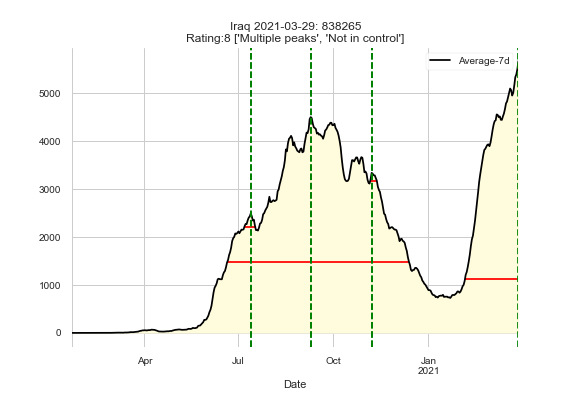 Iraq 2021-03-29: 838265
Rating:8 ['Multiple peaks', 'Not in control']
Average-7d
5000
4000
3000
2000
1000
0
Apr
Jul
Oct
Jan
2021
Date